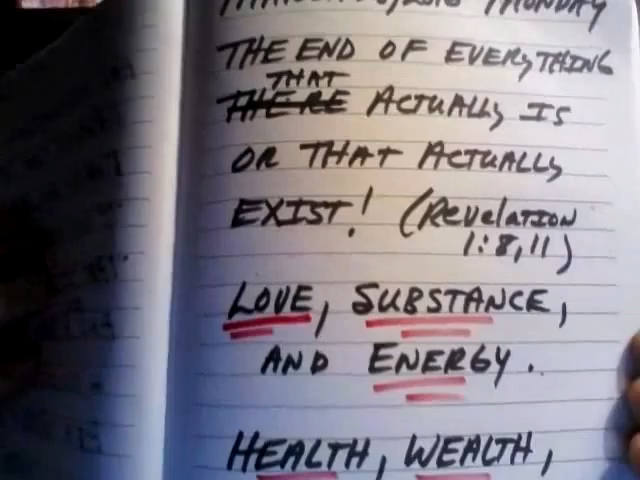 MONDAY
THE END OF EVERYTHING
THAT
THERE ACTUALLY IS
OR THAT ACTUALLY
EXIST! (REVELATION
1:8,11)
LOVE, SUBSTANCE,
AND ENERGY.
HEALTH, WEALTH,